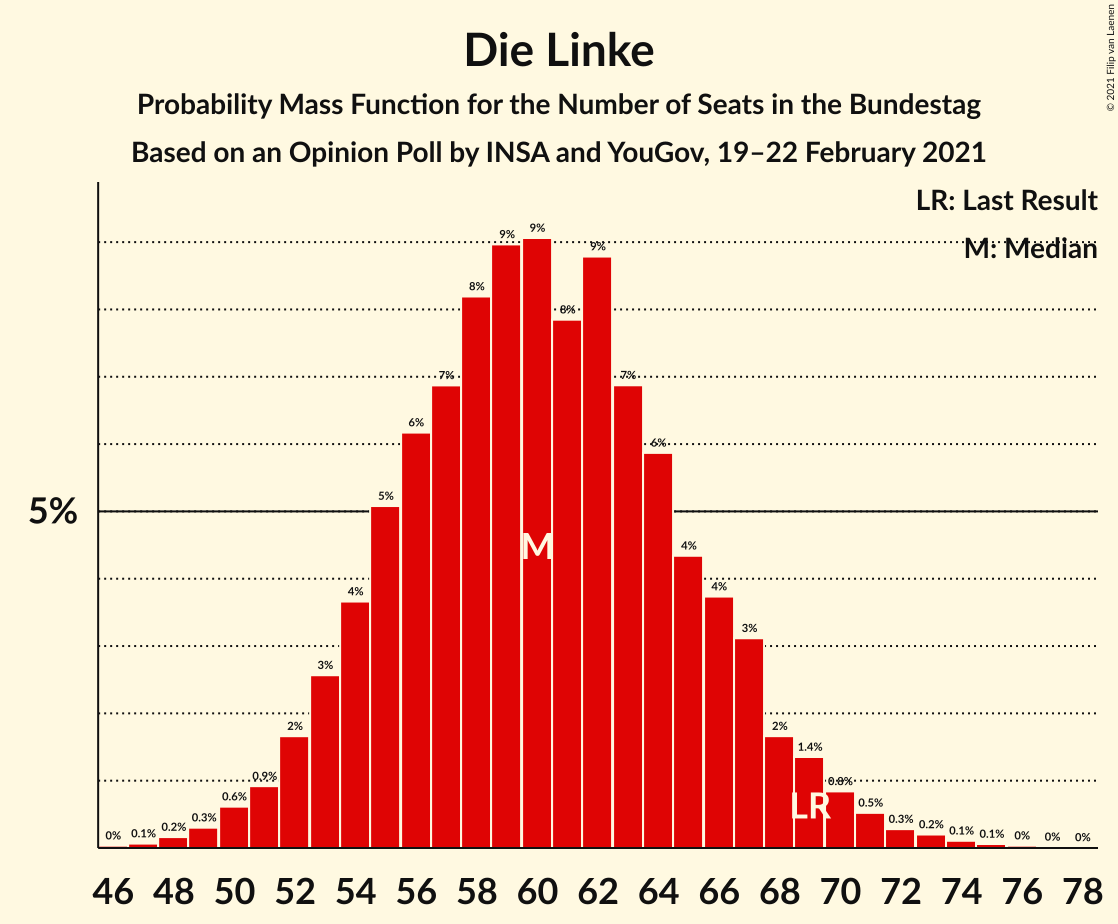 Die Linke
Probability Mass Function for the Number of Seats in the Bundestag
Based on an Opinion Poll by INSA and YouGov, 19–22 February 2021
© 2021 Filip van Laenen
LR: Last Result
M: Median
5%
0% 0.1% 0.2% 0.3% 0.6% 0.9% 2% 3% 4% 5% 6% 7% 8% 9% 9% 8% 9% 7% 6% 4% 4% 3% 2% 1.4% 0.8% 0.5% 0.3% 0.2% 0.1% 0.1% 0% 0% 0%
M
LR
46 48 50 52 54 56 58 60 62 64 66 68 70 72 74 76 78